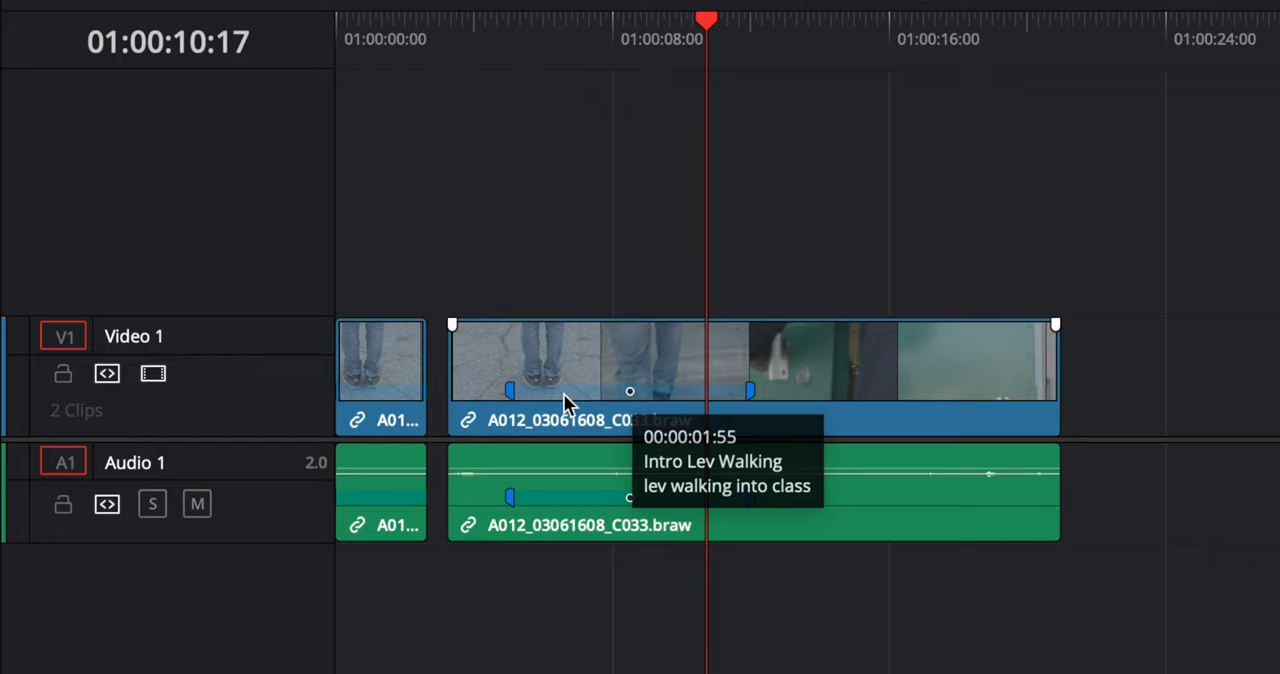 01:00:10:17
01:00:00:00
01:00:08:00
01:00:16:00
01:00:24:00
V1
Video 1
2 Clips
A01...
A012_03061608_C033.braw
00:00:01:55
Intro Lev Walking
lev walking into class
A1
Audio 1
2.0
S
M
A01...
A012_03061608_C033.braw